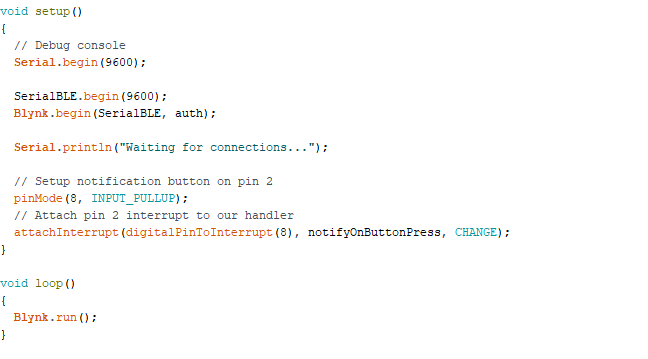 void setup()
{
  // Debug console
  Serial.begin(9600);

  SerialBLE.begin(9600);
  Blynk.begin(SerialBLE, auth);

  Serial.println("Waiting for connections...");

  // Setup notification button on pin 2
  pinMode(8, INPUT_PULLUP);
  // Attach pin 2 interrupt to our handler
  attachInterrupt(digitalPinToInterrupt(8), notifyOnButtonPress, CHANGE);
}

void loop()
{
  Blynk.run();
}